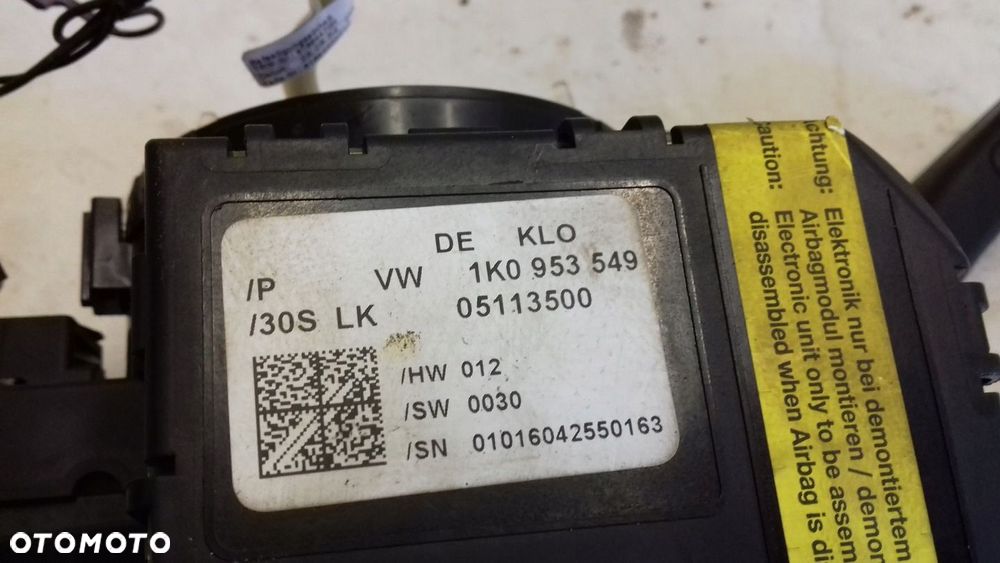 DE KLO
/P VW 1K0 953 549
/30S LK 05113500
/HW 012
/SW 0030
/SN 01016042550163
chtung: Elektronik nur bei demontiertem
Airbagmodul montieren / demon
caution: Electronic unit only to be assem
disassembled when Airbag is di
OTOMOTO